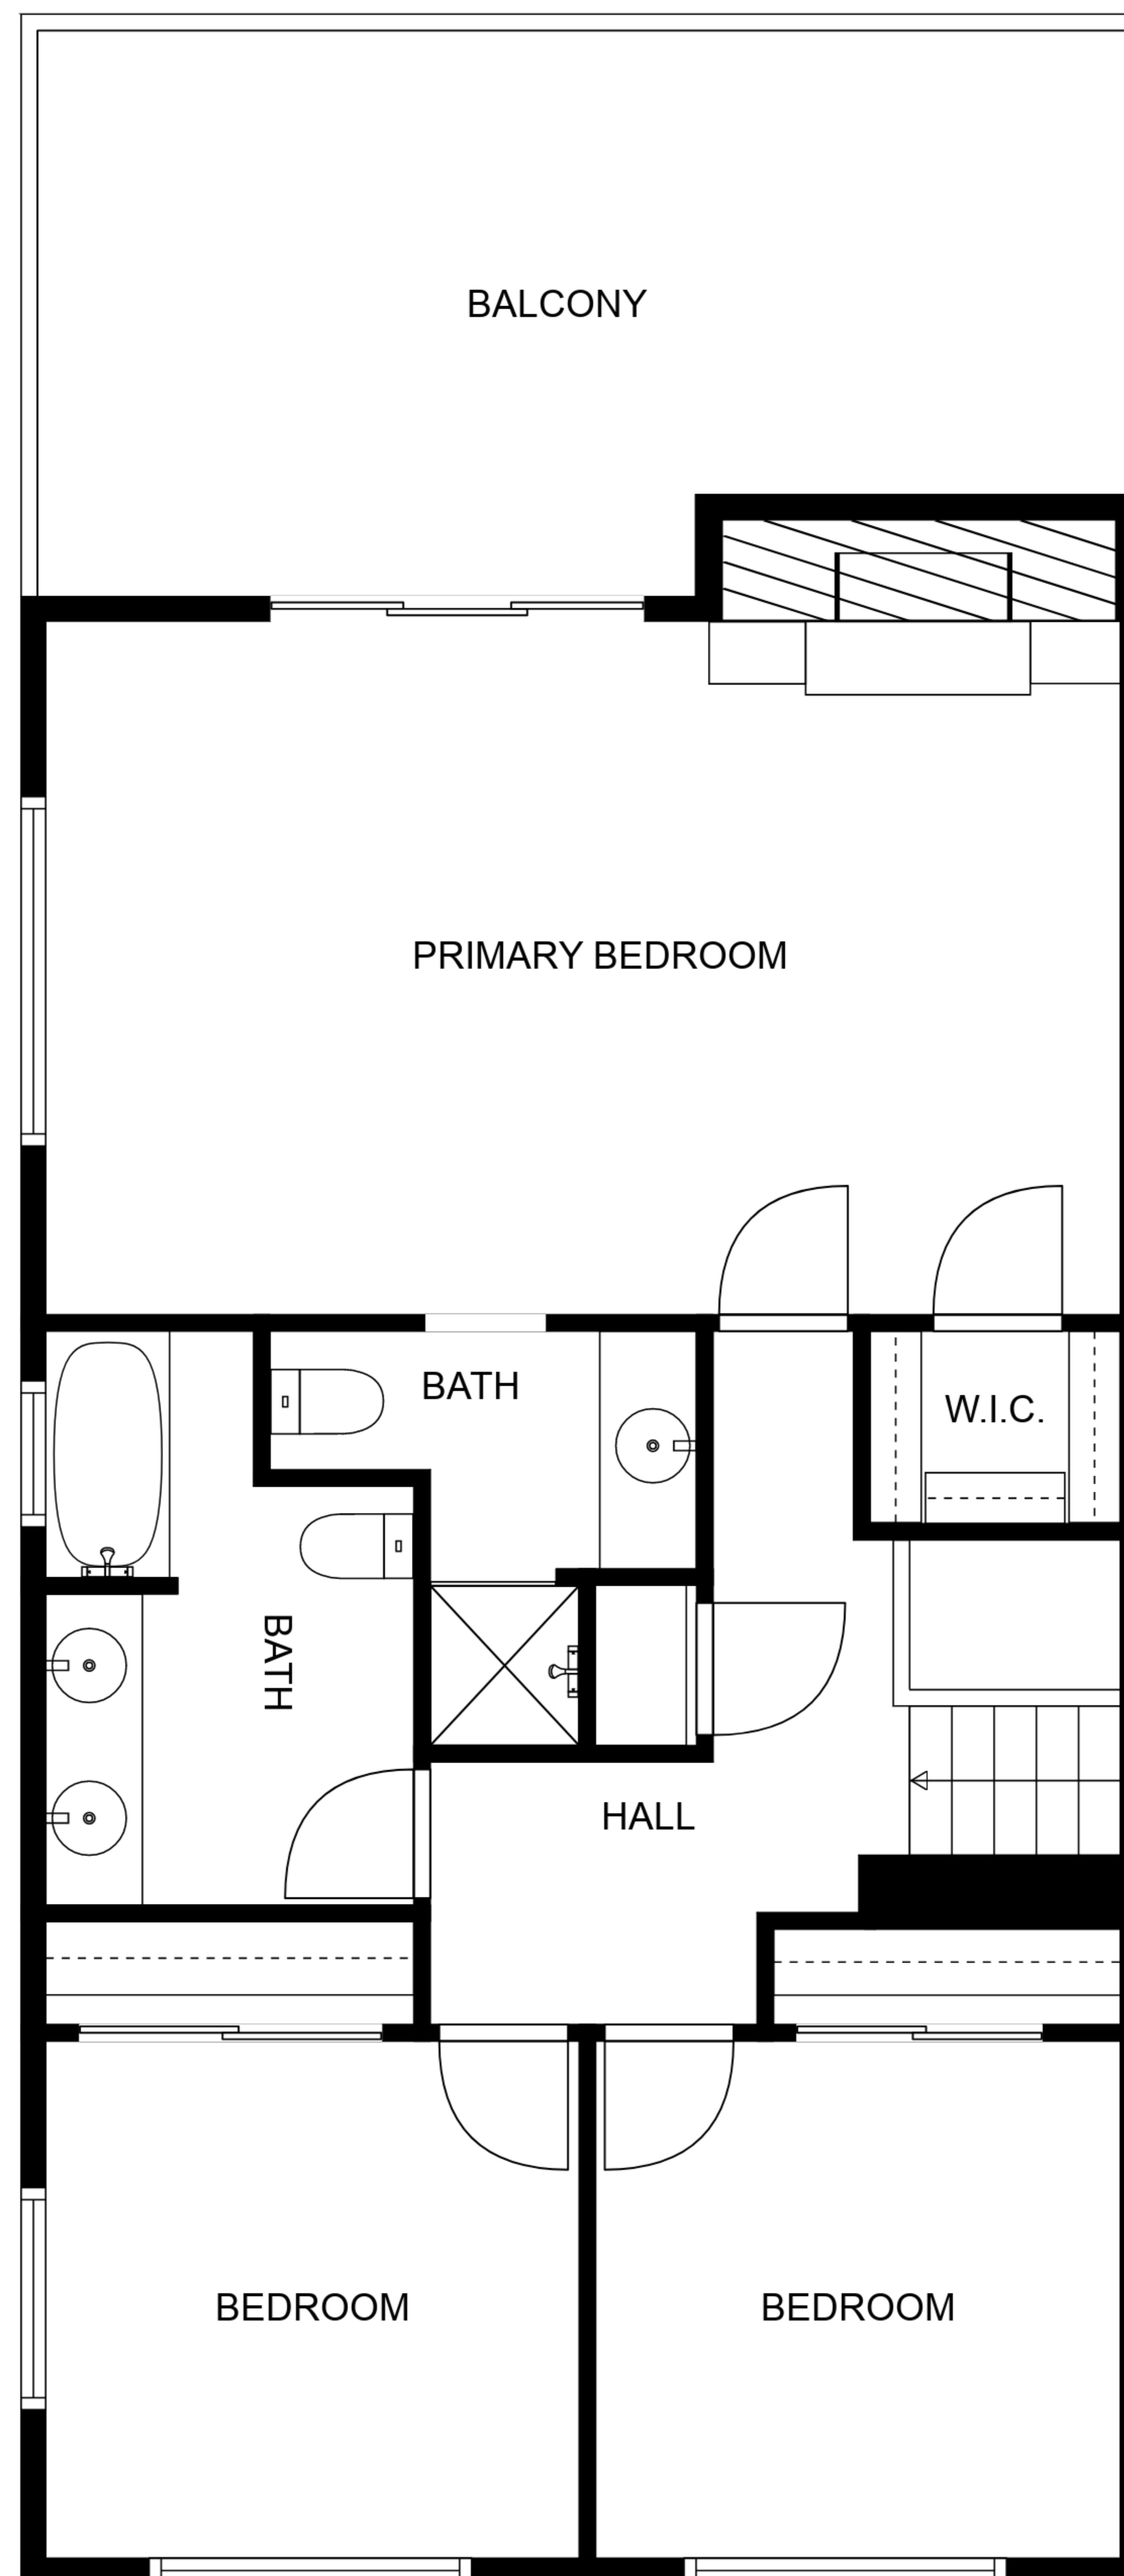 BALCONY
PRIMARY BEDROOM
BATH
W.I.C.
BATH
HALL
BEDROOM
BEDROOM